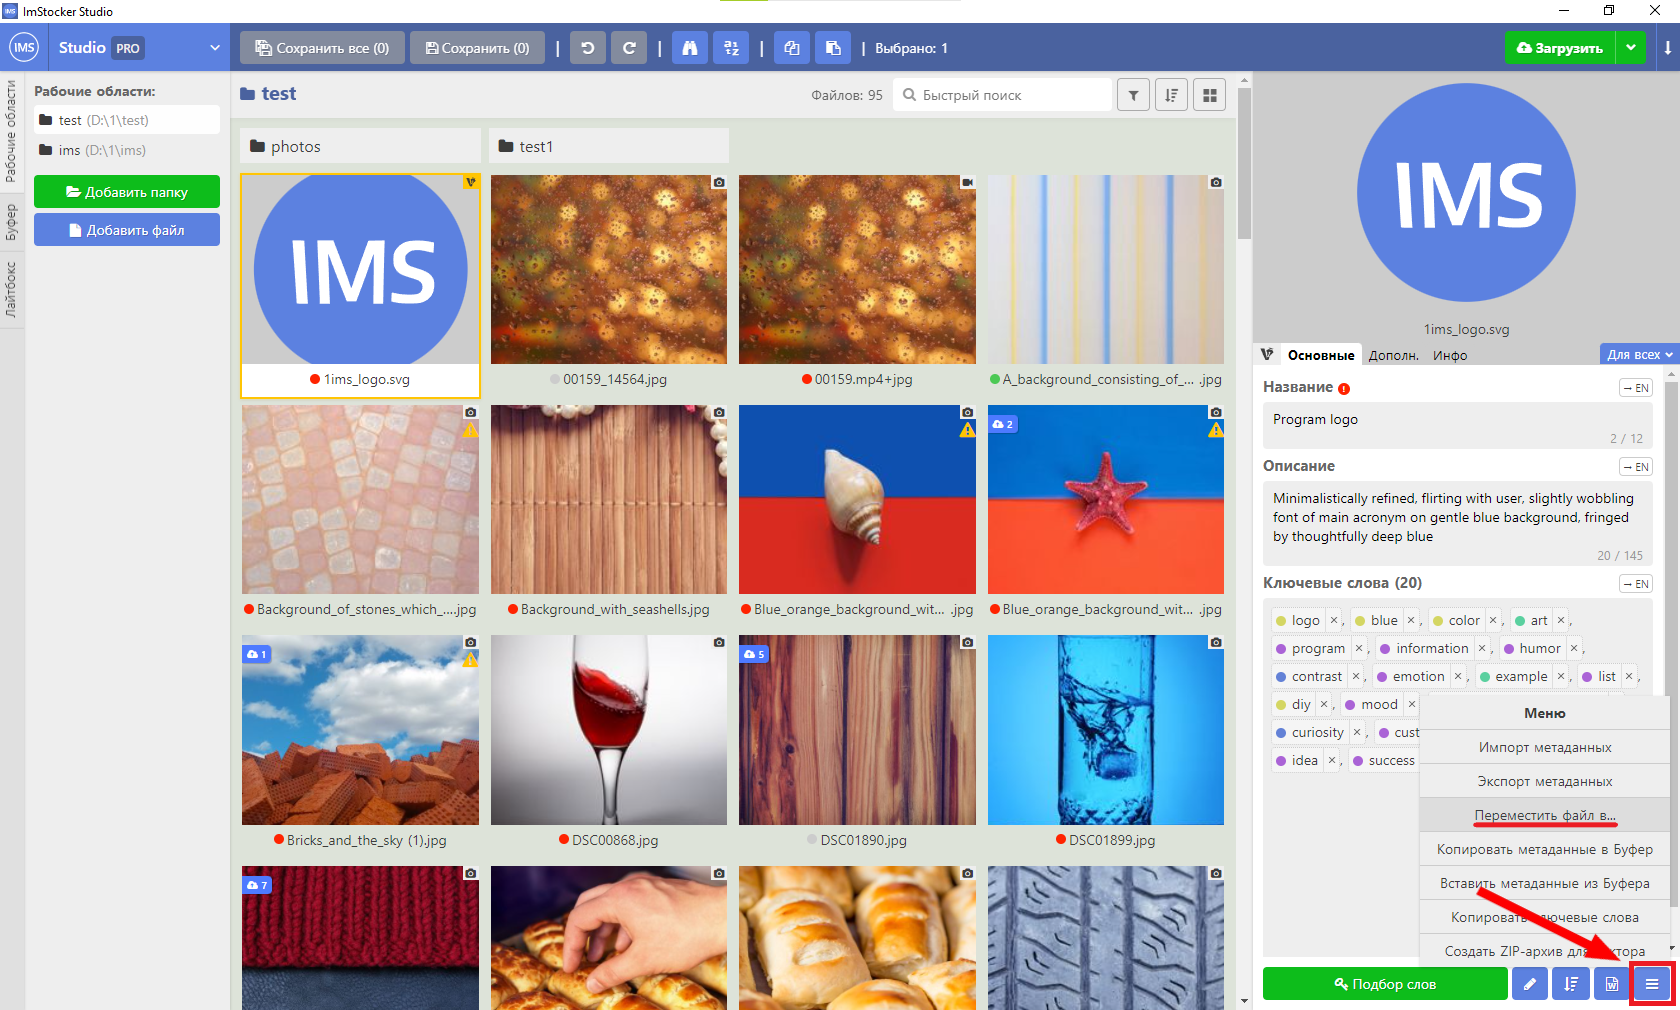 ImStocker Studio
IMS
Studio PRO
Сохранить все (0)
Сохранить (0)
Выбрано: 1
Загрузить
Рабочие области
Буфер
Лайтбокс
Рабочие области:
test (D:\1\test)
ims (D:\1\ims)
Добавить папку
Добавить файл
test
Файлов: 95
Быстрый поиск
photos
test1
IMS
1ims_logo.svg
00159_14564.jpg
00159.mp4+jpg
A_background_consisting_of_... .jpg
2
Background_of_stones_which_....jpg
Background_with_seashells.jpg
Blue_orange_background_wit... .jpg
Blue_orange_background_wit... .jpg
1
5
Bricks_and_the_sky (1).jpg
DSC00868.jpg
DSC01890.jpg
DSC01899.jpg
7
IMS
1ims_logo.svg
Основные
Дополн.
Инфо
Для всех
Название
→ EN
Program logo
2 / 12
Описание
→ EN
Minimalistically refined, flirting with user, slightly wobbling
font of main acronym on gentle blue background, fringed
by thoughtfully deep blue
20 / 145
Ключевые слова (20)
→ EN
logo ×, blue ×, color ×, art ×,
program ×, information ×, humor ×,
contrast ×, emotion ×, example ×, list ×,
diy ×, mood ×
curiosity ×, cust
idea ×, success
Меню
Импорт метаданных
Экспорт метаданных
Переместить файл в...
Копировать метаданные в Буфер
Вставить метаданные из Буфера
Копировать ключевые слова
Создать ZIP-архив для
Подбор слов